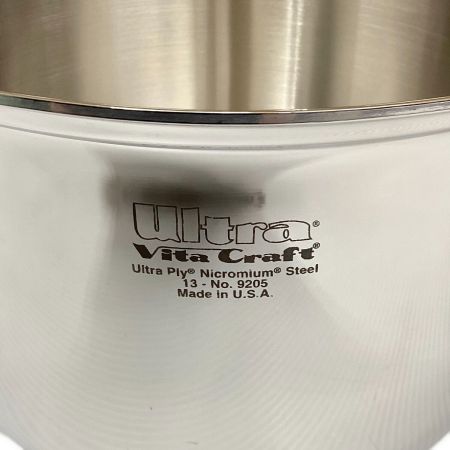 Ultra®
Vita Craft®
Ultra Ply® Nicromium® Steel
13 - No. 9205
Made in U.S.A.